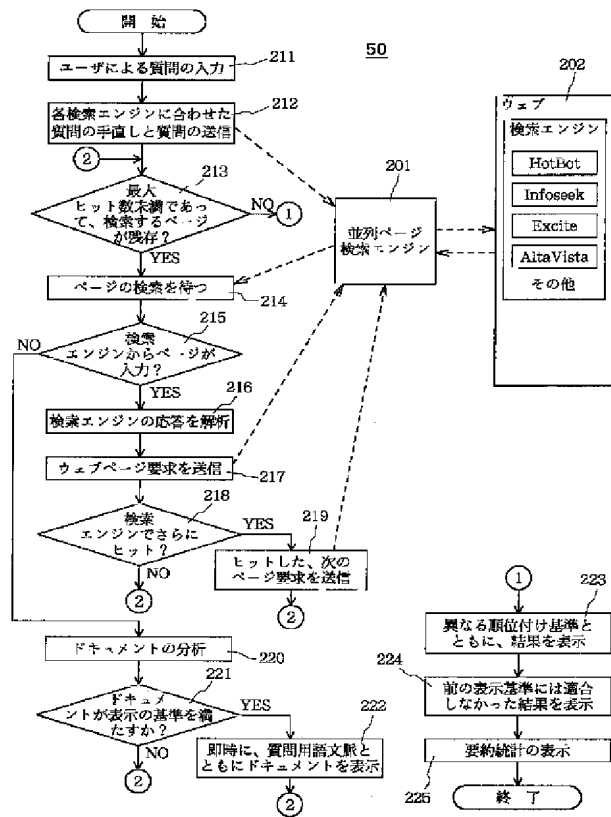 開 始
50
211
ユーザによる質問の入力
212
各検索エンジンに合わせた
質問の手直しと質問の送信
②
213
最大
ヒット数未満であっ
て、検索するページ
が残存？
NO
①
YES
ページの検索を待つ
214
215
検索
エンジンからページが
入力？
NO
YES
216
検索エンジンの応答を解析
ウェブページ要求を送信
217
218
検索
エンジンでさらに
ヒット？
YES
NO
②
219
ヒットした、次の
ページ要求を送信
②
ドキュメントの分析
220
221
ドキュメ
ントが表示の基準を満
たすか？
YES
NO
②
222
即時に、質問用語文脈と
ともにドキュメントを表示
②
201
並列ページ
検索エンジン
202
ウェブ
検索エンジン
HotBot
Infoseek
Excite
AltaVista
その他
①
223
異なる順位付け基準と
ともに、結果を表示
224
前の表示基準には適合
しなかった結果を表示
要約統計の表示
225
終 了